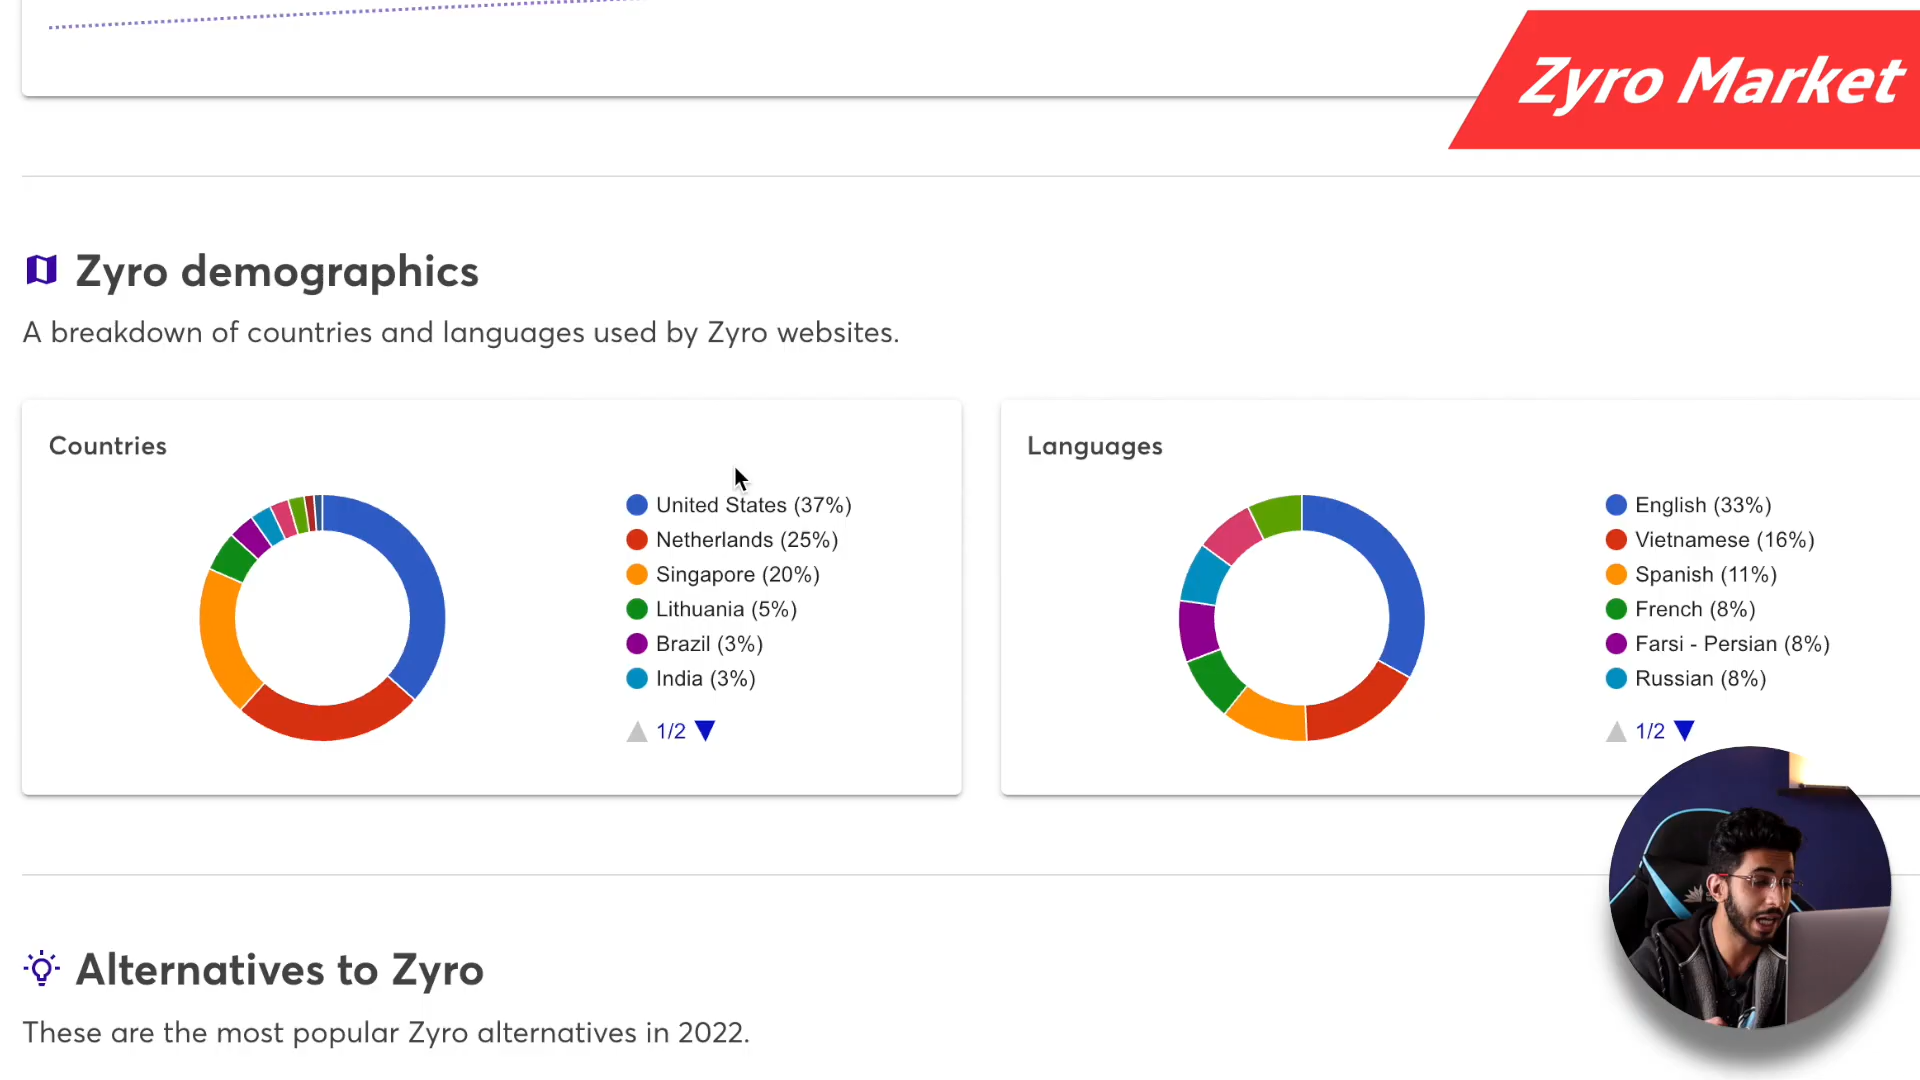 Zyro Market
Zyro demographics
A breakdown of countries and languages used by Zyro websites.
Countries
United States (37%)
Netherlands (25%)
Singapore (20%)
Lithuania (5%)
Brazil (3%)
India (3%)
1/2
Languages
English (33%)
Vietnamese (16%)
Spanish (11%)
French (8%)
Farsi - Persian (8%)
Russian (8%)
1/2
Alternatives to Zyro
These are the most popular Zyro alternatives in 2022.